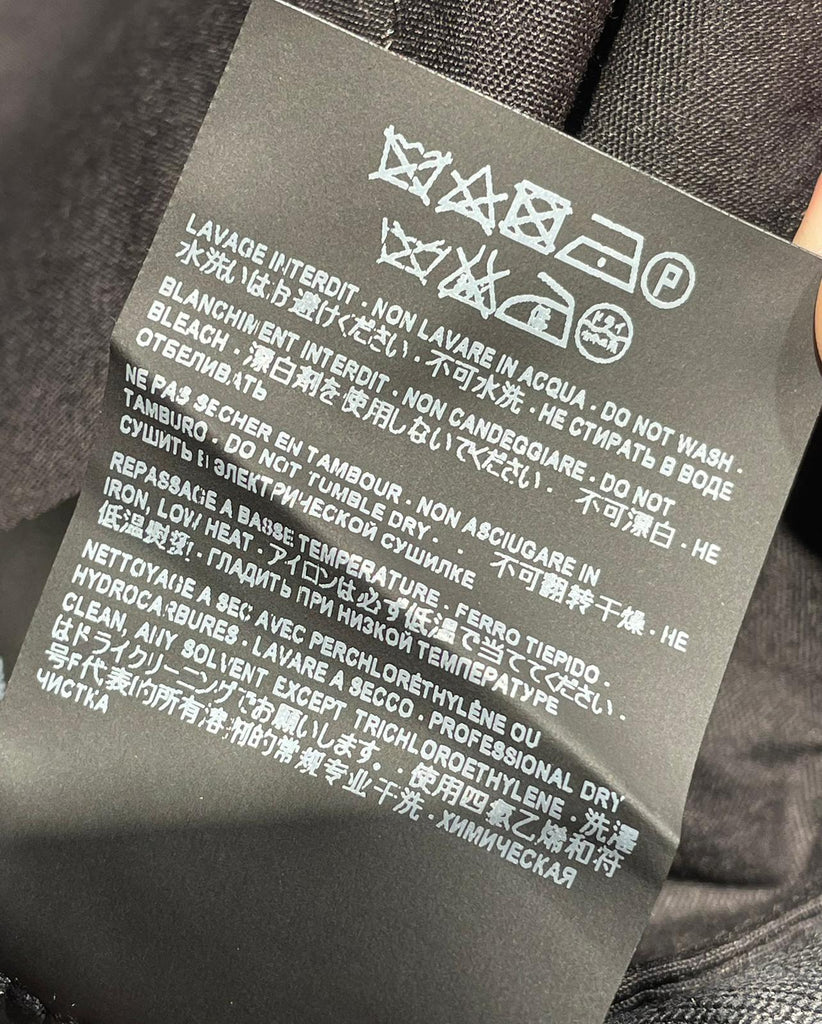 P
ドライ
LAVAGE INTERDIT · NON LAVARE IN ACQUA · DO NOT WASH ·
水洗いは避けください · 不可水洗 · НЕ СТИРАТЬ В ВОДЕ
BLANCHIMENT INTERDIT · NON CANDEGGIARE · DO NOT
BLEACH · 漂白剤を使用しないでください · 不可漂白 · НЕ
ОТБЕЛИВАТЬ
NE PAS SECHER EN TAMBOUR · NON ASCIUGARE IN
TAMBURO · DO NOT TUMBLE DRY · · 不可翻转干燥 · НЕ
СУШИТЬ В ЭЛЕКТРИЧЕСКОЙ СУШИЛКЕ
REPASSAGE A BASSE TEMPERATURE · FERRO TIEPIDO ·
IRON, LOW HEAT · アイロンは必ず低温で当ててください ·
低温熨烫 · ГЛАДИТЬ ПРИ НИЗКОЙ ТЕМПЕРАТУРЕ
NETTOYAGE A SEC AVEC PERCHLORÉTHYLÈNE OU
HYDROCARBURES · LAVARE A SECCO · PROFESSIONAL DRY
CLEAN, ANY SOLVENT EXCEPT TRICHLOROETHYLENE · 洗濯
はドライクリーニングでお願いします。· 使用四氯乙烯和符
号F代表的所有溶剂的常规专业干洗 · ХИМИЧЕСКАЯ
ЧИСТКА